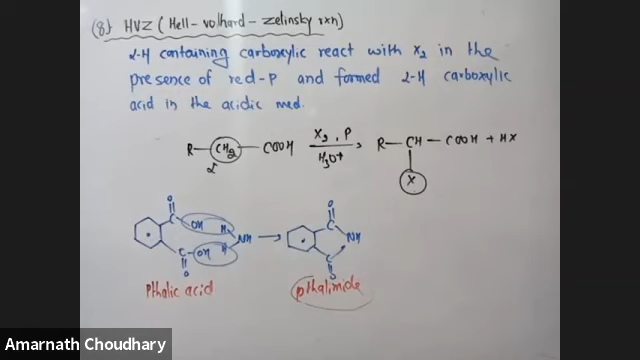 (8) HVZ (Hell-volhard-zelinsky rxn)
α-H containing carboxylic react with X2 in the
presence of red-P and formed α-H carboxylic
acid in the acidic med.
R-CH2-COOH X2, P H3O+ R-CH-COOH + HX
α
X
O O
C OH H C
NH NH
C OH H C
O O
Pthalic acid pthalimide
Amarnath Choudhary